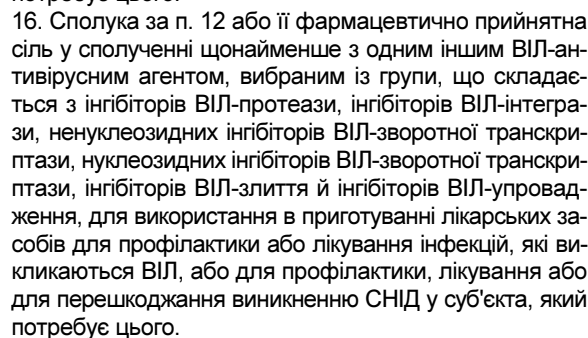 потребує цього.
16. Сполука за п. 12 або її фармацевтично прийнятна
сіль у сполученні щонайменше з одним іншим ВІЛ-ан-
тивірусним агентом, вибраним із групи, що складає-
ться з інгібіторів ВІЛ-протеази, інгібіторів ВІЛ-інтегра-
зи, ненуклеозидних інгібіторів ВІЛ-зворотної транскри-
птази, нуклеозидних інгібіторів ВІЛ-зворотної транскри-
птази, інгібіторів ВІЛ-злиття й інгібіторів ВІЛ-упровад-
ження, для використання в приготуванні лікарських за-
собів для профілактики або лікування інфекцій, які ви-
кликаються ВІЛ, або для профілактики, лікування або
для перешкоджання виникненню СНІД у суб'єкта, який
потребує цього.